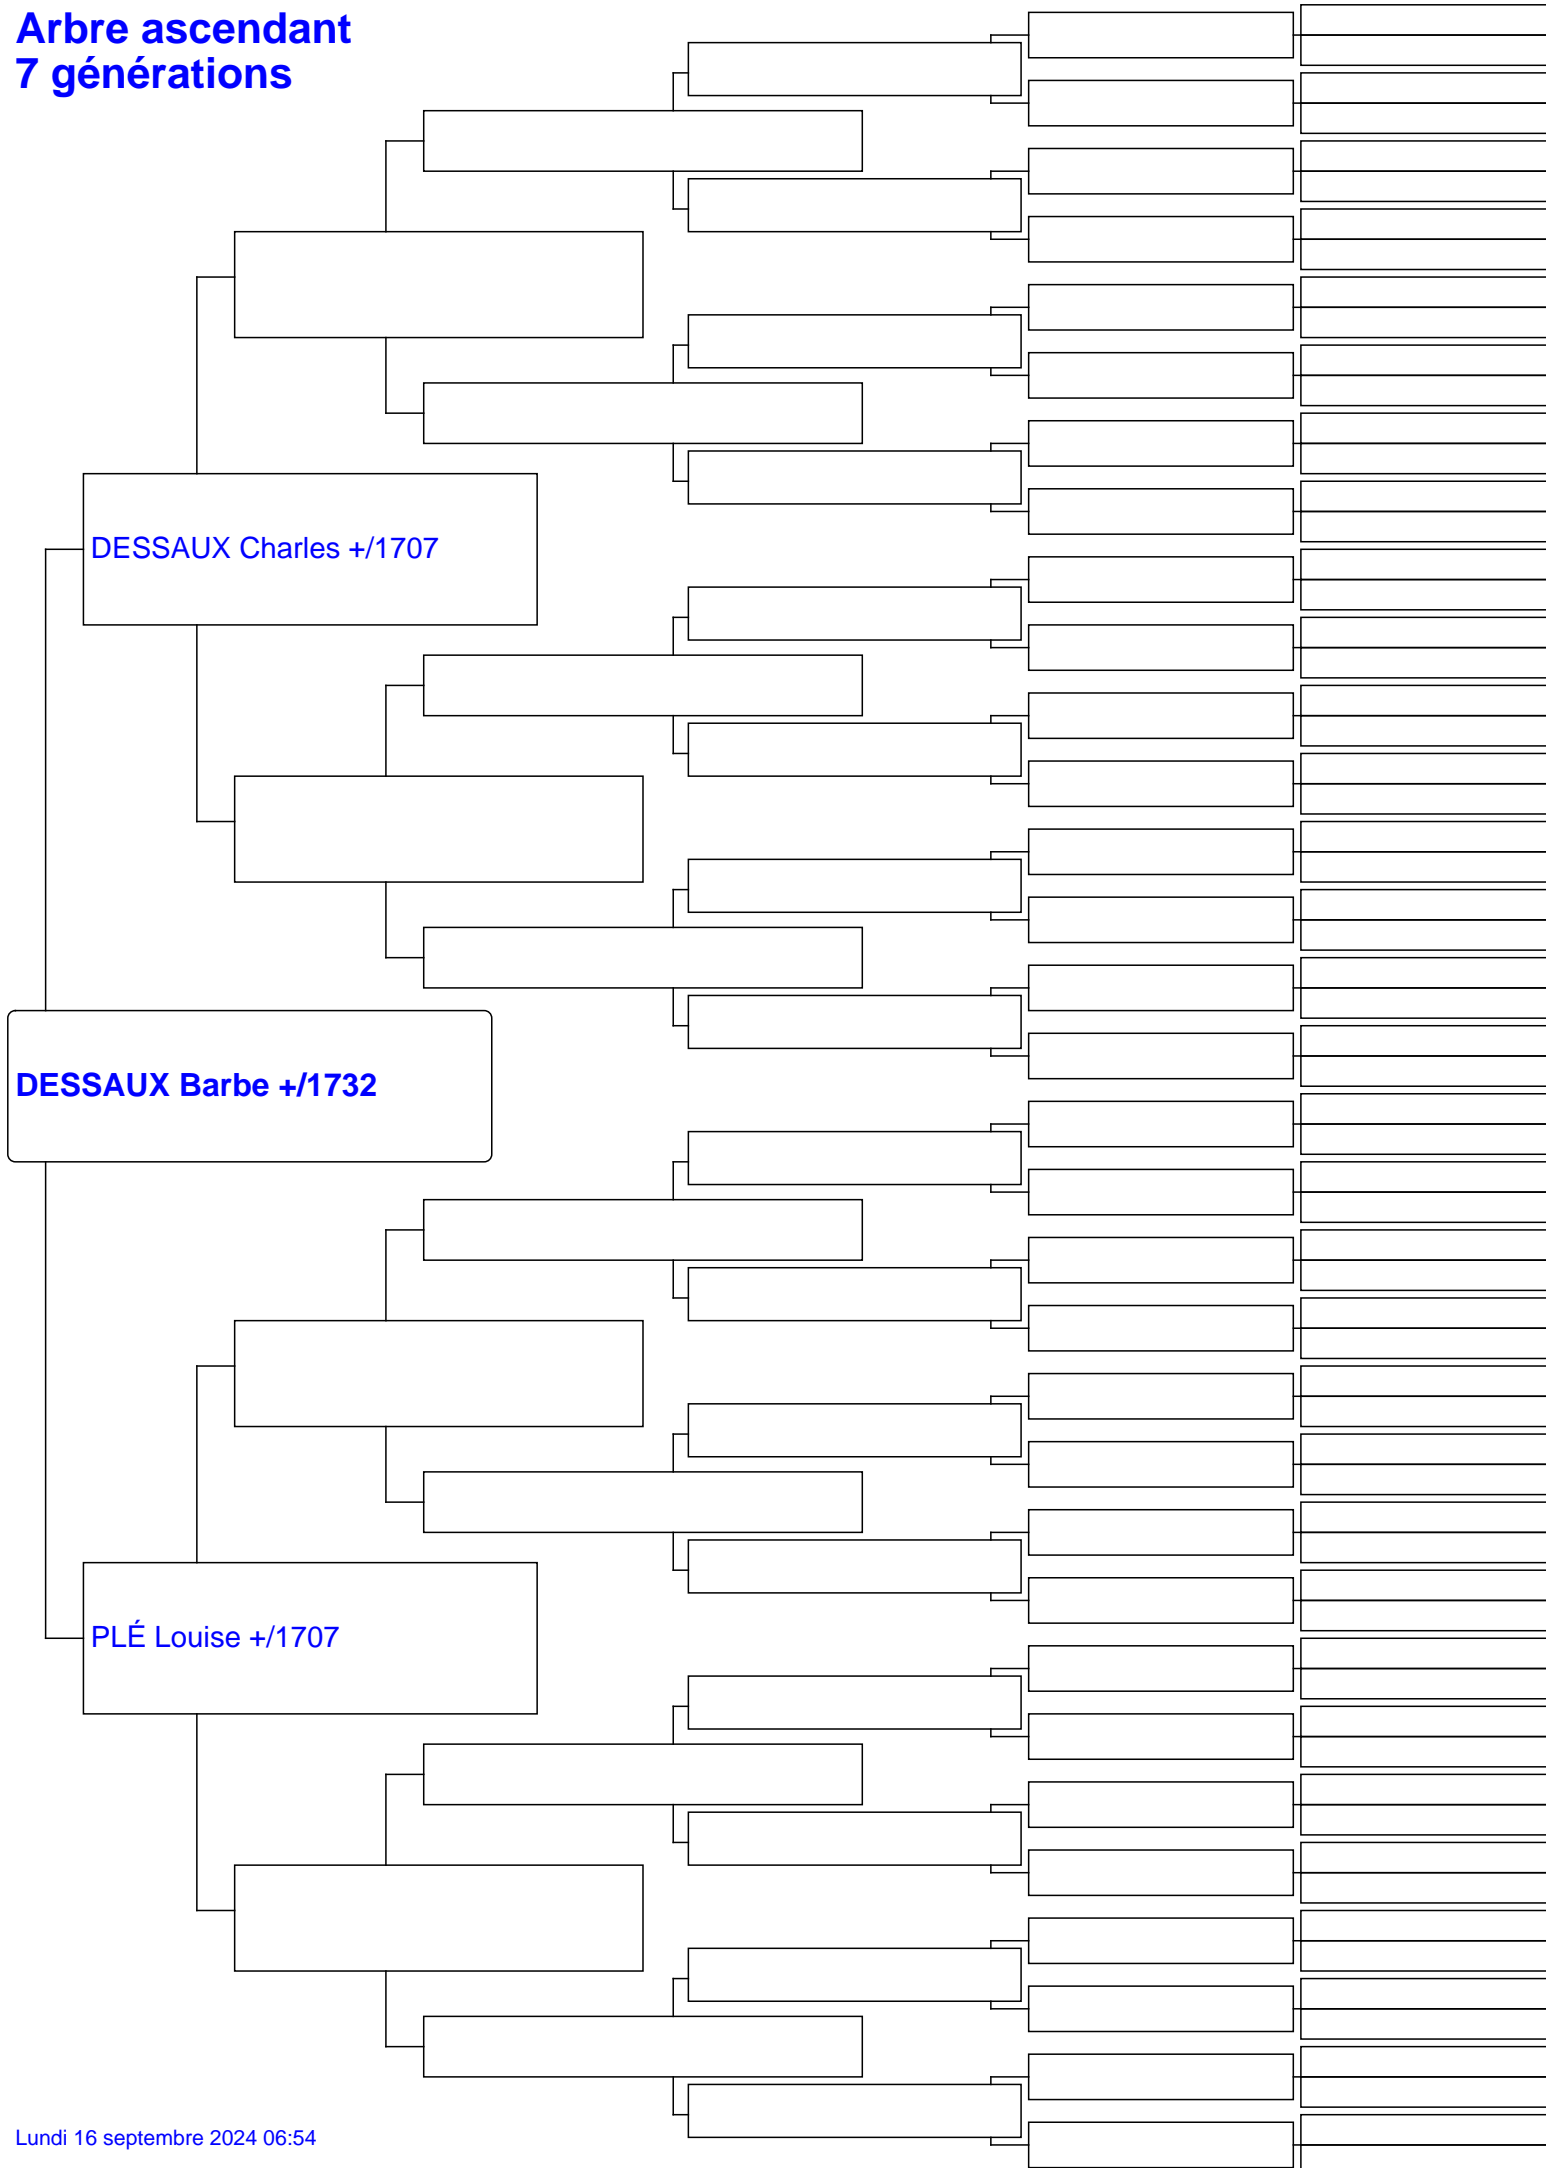 Arbre ascendant
7 générations
DESSAUX Charles +/1707
DESSAUX Barbe +/1732
PLÉ Louise +/1707
Lundi 16 septembre 2024 06:54